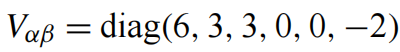 Vαβ = diag(6, 3, 3, 0, 0, −2)